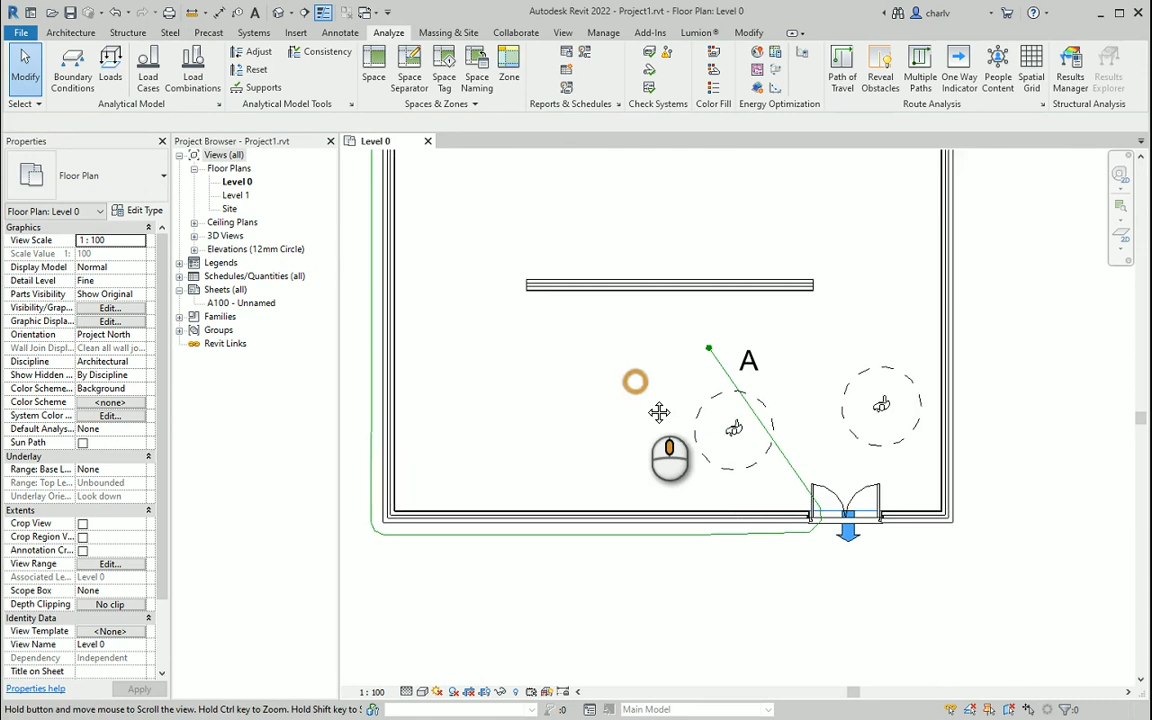 Autodesk Revit 2022 - Project1.rvt - Floor Plan: Level 0
charlv
File Architecture Structure Steel Precast Systems Insert Annotate Analyze Massing & Site Collaborate View Manage Add-Ins Lumion® Modify
Modify
Boundary Conditions
Loads
Load Cases
Load Combinations
Adjust
Reset
Supports
Consistency
Space
Space Separator
Space Tag
Space Naming
Zone
Path of Travel
Reveal Obstacles
Multiple Paths
One Way Indicator
People Content
Spatial Grid
Results Manager
Results Explorer
Select
Analytical Model
Analytical Model Tools
Spaces & Zones
Reports & Schedules
Check Systems
Color Fill
Energy Optimization
Route Analysis
Structural Analysis
Properties
Floor Plan
Floor Plan: Level 0
Edit Type
Graphics
View Scale 1 : 100
Scale Value 1: 100
Display Model Normal
Detail Level Fine
Parts Visibility Show Original
Visibility/Grap... Edit...
Graphic Displa... Edit...
Orientation Project North
Wall Join Displ... Clean all wall jo...
Discipline Architectural
Show Hidden ... By Discipline
Color Scheme... Background
Color Scheme <none>
System Color ... Edit...
Default Analys... None
Sun Path
Underlay
Range: Base L... None
Range: Top Le... Unbounded
Underlay Orie... Look down
Extents
Crop View
Crop Region V...
Annotation Cr...
View Range Edit...
Associated Le... Level 0
Scope Box None
Depth Clipping No clip
Identity Data
View Template <None>
View Name Level 0
Dependency Independent
Title on Sheet
Properties help
Apply
Project Browser - Project1.rvt
Views (all)
Floor Plans
Level 0
Level 1
Site
Ceiling Plans
3D Views
Elevations (12mm Circle)
Legends
Schedules/Quantities (all)
Sheets (all)
A100 - Unnamed
Families
Groups
Revit Links
Level 0
A
2D
2D
1 : 100
Hold button and move mouse to Scroll the view. Hold Ctrl key to Zoom. Hold Shift key to
:0
Main Model
:0